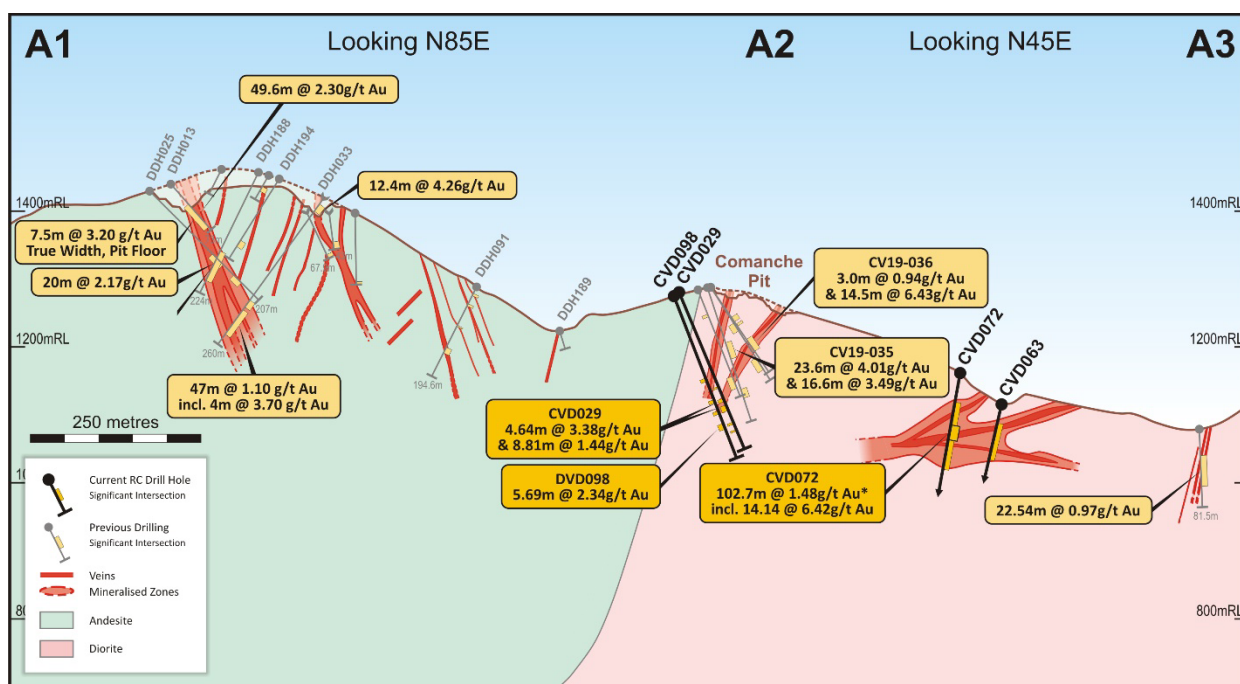 A1
Looking N85E
A2
Looking N45E
A3
49.6m @ 2.30g/t Au
DDH025
DDH013
DDH188
DDH194
DDH033
12.4m @ 4.26g/t Au
1400mRL
1400mRL
7.5m @ 3.20 g/t Au
True Width, Pit Floor
20m @ 2.17g/t Au
224m
207m
260m
67.
DDH091
194.6m
DDH189
CVD098
CVD029
Comanche
Pit
CV19-036
3.0m @ 0.94g/t Au
& 14.5m @ 6.43g/t Au
1200mRL
1200mRL
CV19-035
23.6m @ 4.01g/t Au
& 16.6m @ 3.49g/t Au
CVD072
CVD063
47m @ 1.10 g/t Au
incl. 4m @ 3.70 g/t Au
CVD029
4.64m @ 3.38g/t Au
& 8.81m @ 1.44g/t Au
DVD098
5.69m @ 2.34g/t Au
CVD072
102.7m @ 1.48g/t Au*
incl. 14.14 @ 6.42g/t Au
22.54m @ 0.97g/t Au
81.5m
250 metres
10
80
800mRL
Current RC Drill Hole
Significant Intersection
Previous Drilling
Significant Intersection
Veins
Mineralised Zones
Andesite
Diorite